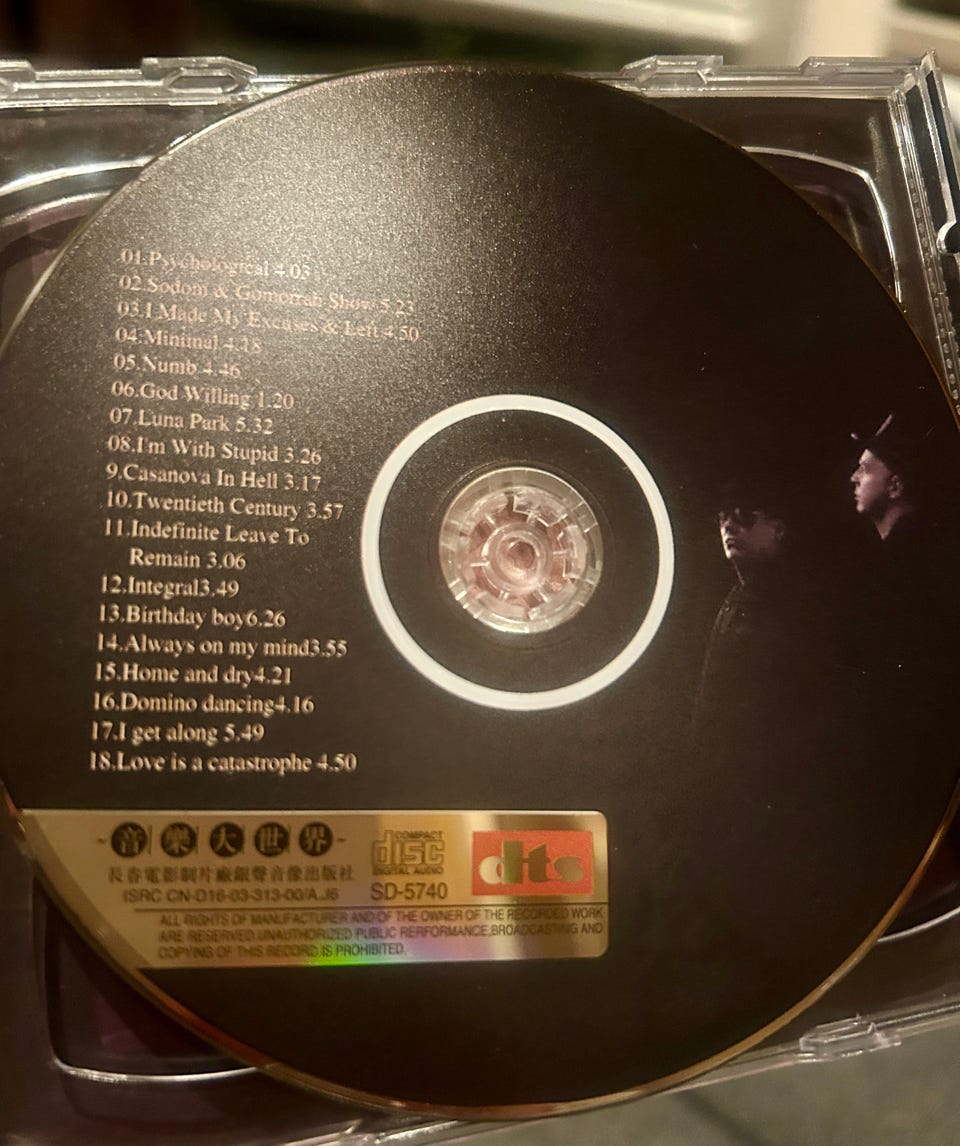 01.Psychological 4.03
02.Sodom & Gomorrah Show 5.23
03.I Made My Excuses & Left 4.50
04.Minimal 4.18
05.Numb 4.46
06.God Willing 1.20
07.Luna Park 5.32
08.I'm With Stupid 3.26
9.Casanova In Hell 3.17
10.Twentieth Century 3.57
11.Indefinite Leave To
Remain 3.06
12.Integral3.49
13.Birthday boy6.26
14.Always on my mind3.55
15.Home and dry4.21
16.Domino dancing4.16
17.I get along 5.49
18.Love is a catastrophe 4.50
~音樂大世界~
長春電影制片廠銀聲音像出版社
ISRC CN-D16-03-313-00/A.J6
COMPACT
disc
DIGITAL AUDIO
SD-5740
dts
ALL RIGHTS OF MANUFACTURER AND OF THE OWNER OF THE RECORDED WORK
ARE RESERVED.UNAUTHORIZED PUBLIC RERFORMANCE,BROADCASTING AND
COPYING OF THIS RECORD IS PROHIBITED.